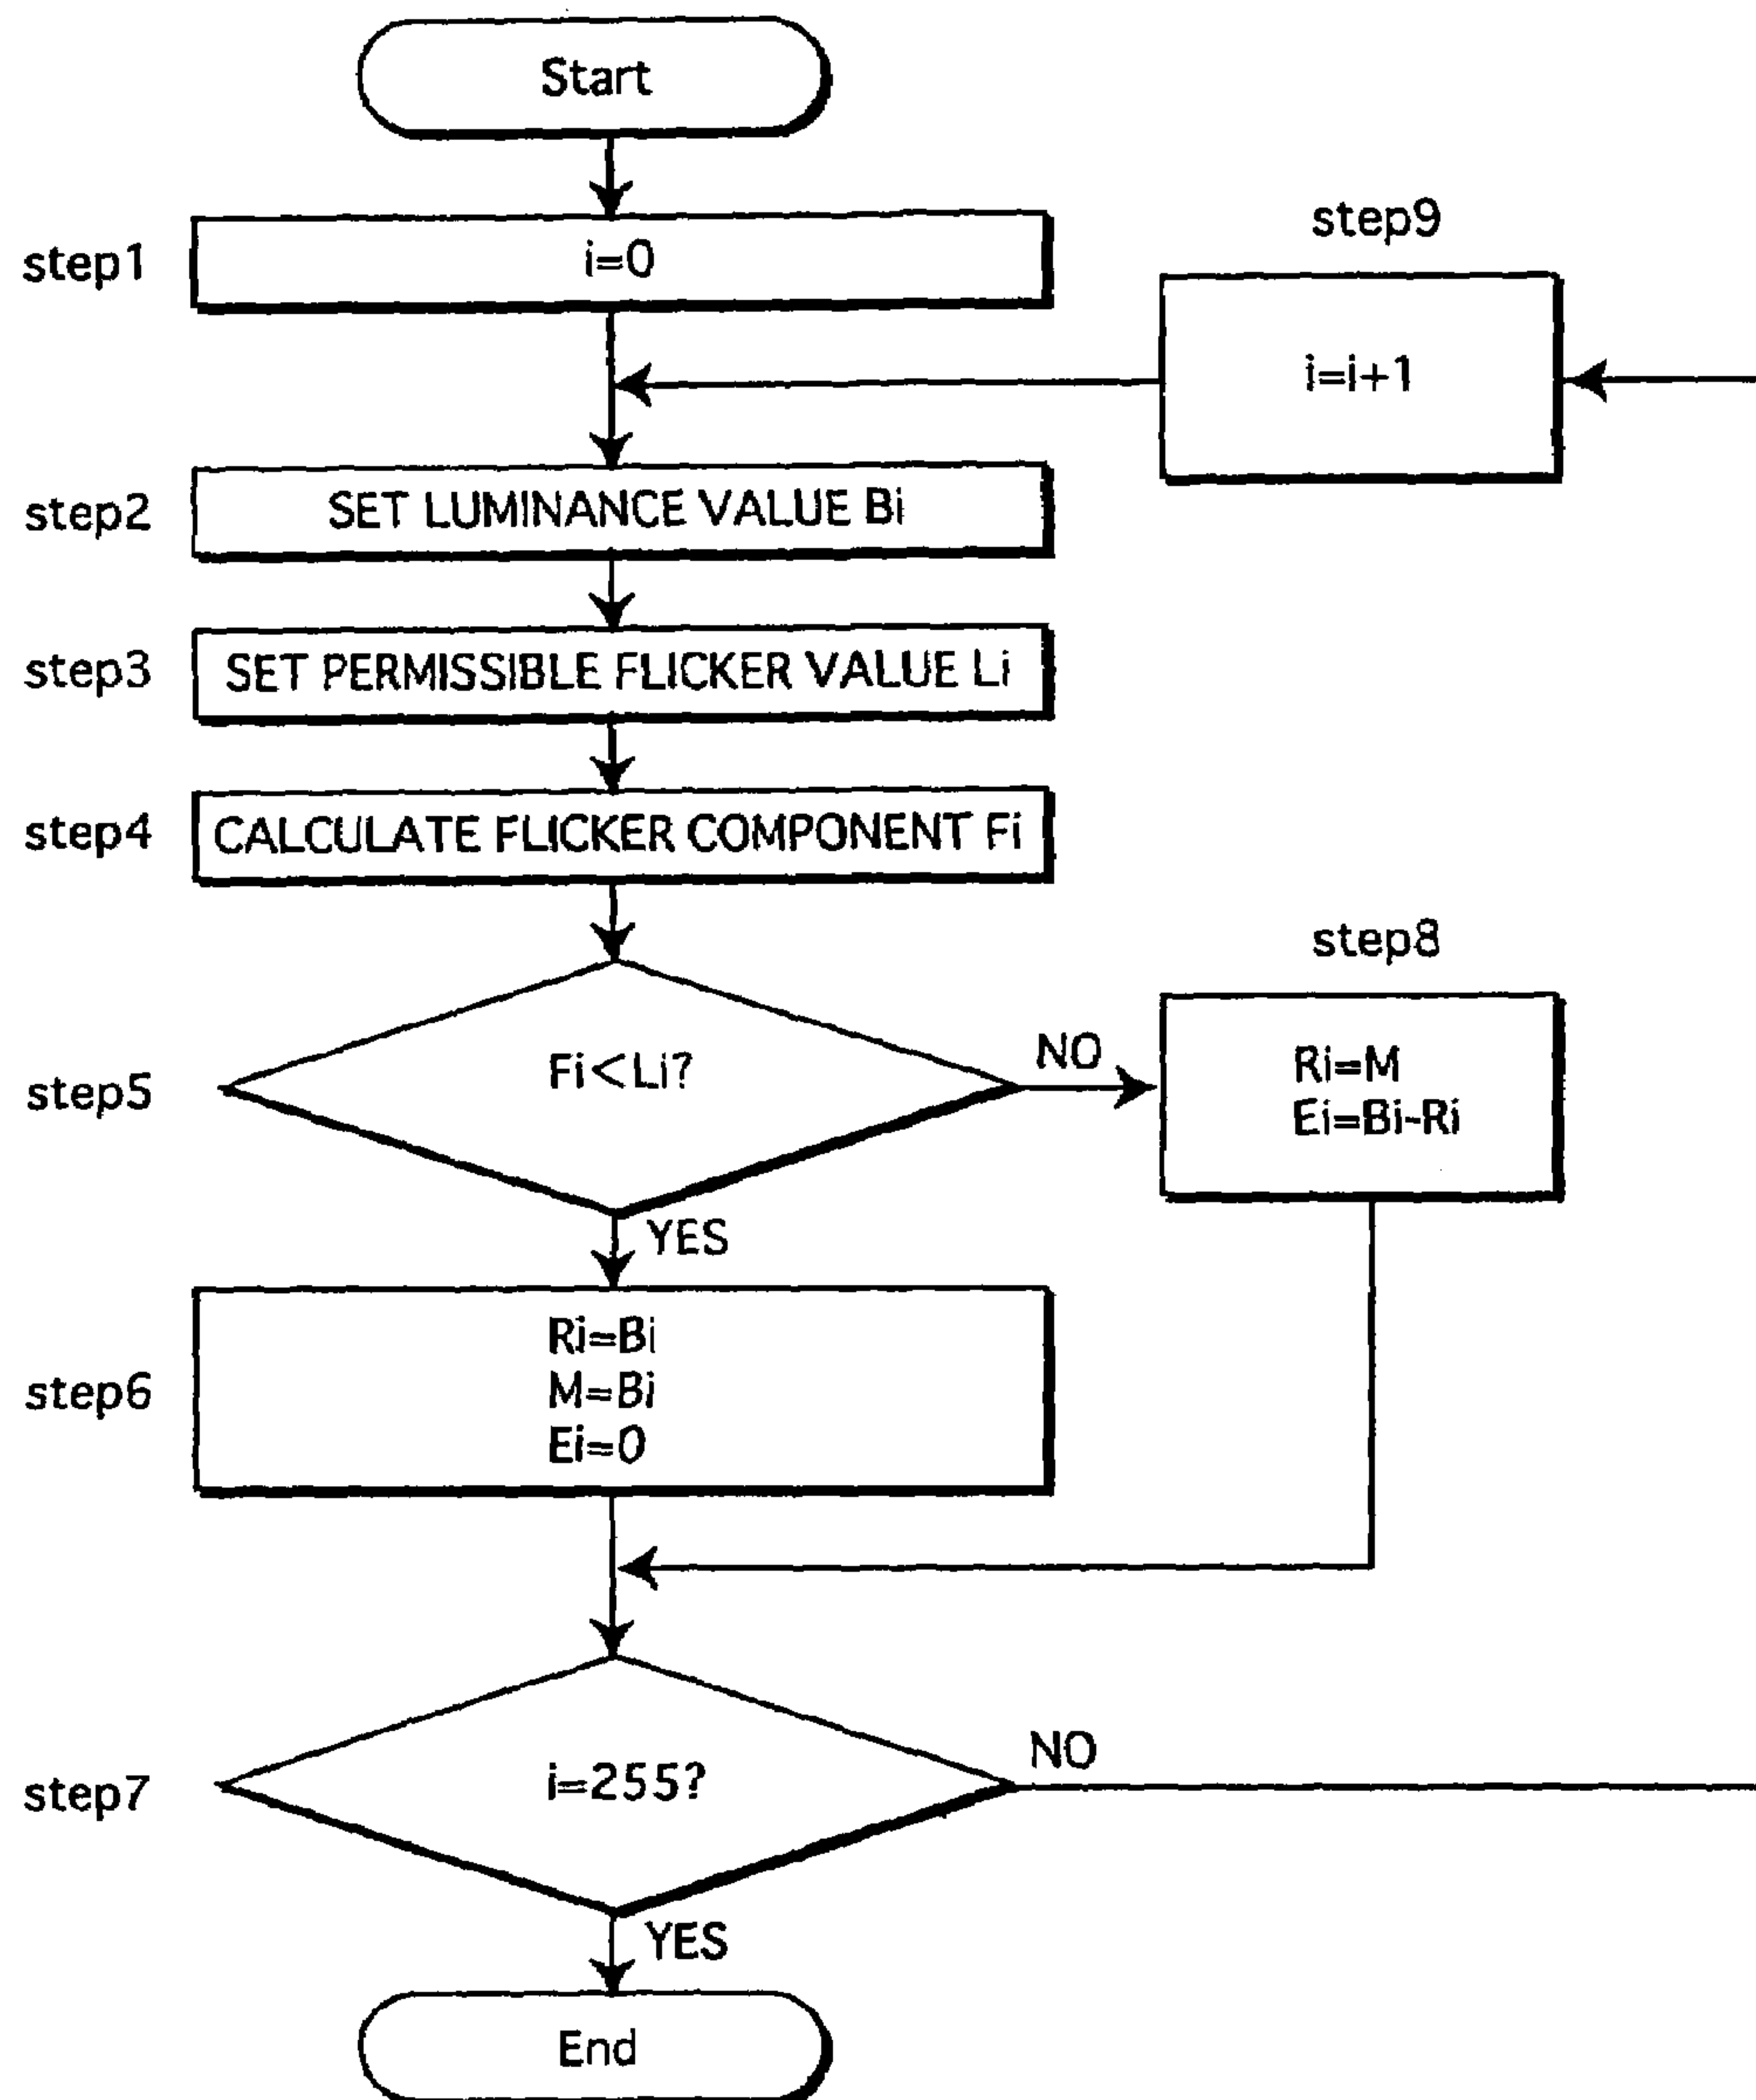 Start
step1
i=0
step9
i=i+1
step2
SET LUMINANCE VALUE Bi
step3
SET PERMISSIBLE FLICKER VALUE Li
step4
CALCULATE FLICKER COMPONENT Fi
step5
Fi<Li?
NO
step8
Ri=M
Ei=Bi-Ri
YES
step6
Ri=Bi
M=Bi
Ei=0
step7
i=255?
NO
YES
End